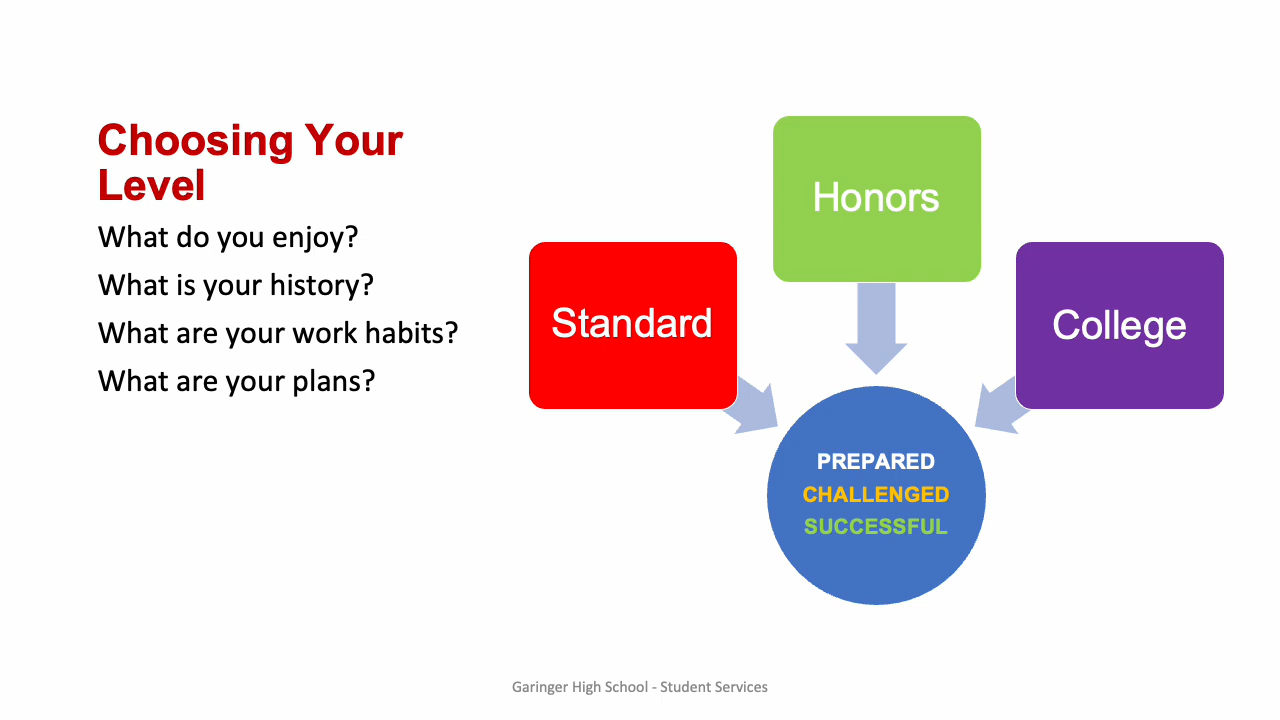 Choosing Your
Level
What do you enjoy?
What is your history?
What are your work habits?
What are your plans?
Standard
Honors
College
PREPARED
CHALLENGED
SUCCESSFUL
Garinger High School - Student Services